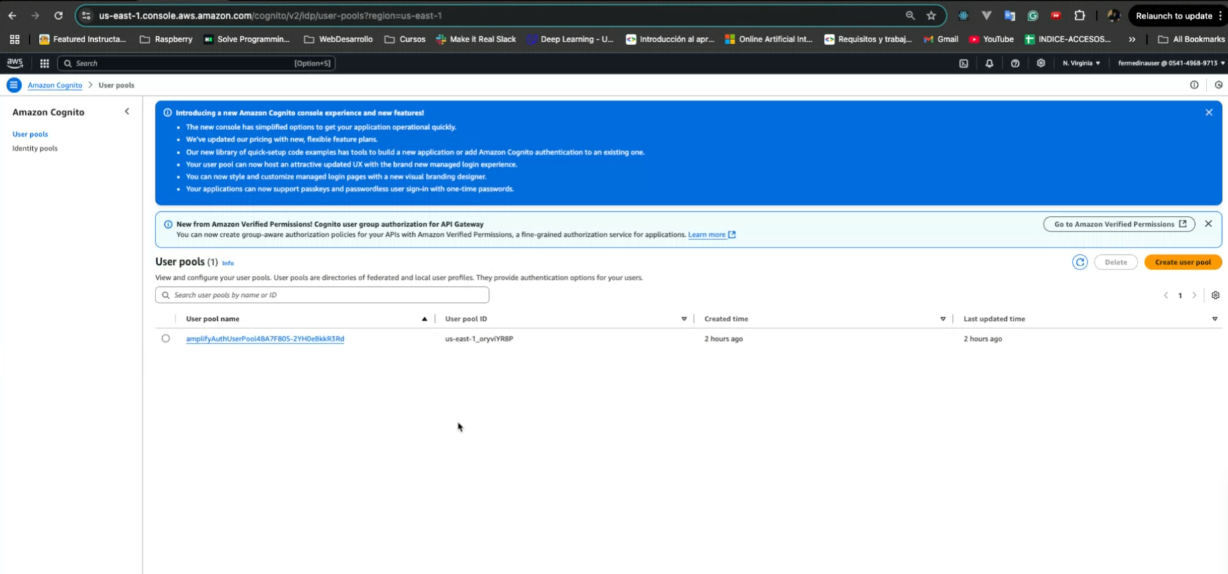 us-east-1.console.aws.amazon.com/cognito/v2/idp/user-pools?region=us-east-1
Relaunch to update
Featured Instructa...
Raspberry
Solve Programmin...
WebDesarrollo
Cursos
Make it Real Slack
Deep Learning - U...
Introducción al apr...
Online Artificial Int...
Requisitos y trabaj...
Gmail
YouTube
INDICE-ACCESOS...
»
All Bookmarks
aws
Search
[Option+S]
N. Virginia
fermedinauser @ 0541-4968-9713
Amazon Cognito > User pools
Amazon Cognito
User pools
Identity pools
Introducing a new Amazon Cognito console experience and new features!
• The new console has simplified options to get your application operational quickly.
• We've updated our pricing with new, flexible feature plans.
• Our new library of quick-setup code examples has tools to build a new application or add Amazon Cognito authentication to an existing one.
• Your user pool can now host an attractive updated UX with the brand new managed login experience.
• You can now style and customize managed login pages with a new visual branding designer.
• Your applications can now support passkeys and passwordless user sign-in with one-time passwords.
New from Amazon Verified Permissions! Cognito user group authorization for API Gateway
You can now create group-aware authorization policies for your APIs with Amazon Verified Permissions, a fine-grained authorization service for applications. Learn more
Go to Amazon Verified Permissions
User pools (1) Info
Delete
Create user pool
View and configure your user pools. User pools are directories of federated and local user profiles. They provide authentication options for your users.
Search user pools by name or ID
1
User pool name
User pool ID
Created time
Last updated time
amplifyAuthUserPool4BA7F805-2YH0eBkkR3Rd
us-east-1_oryviYR8P
2 hours ago
2 hours ago